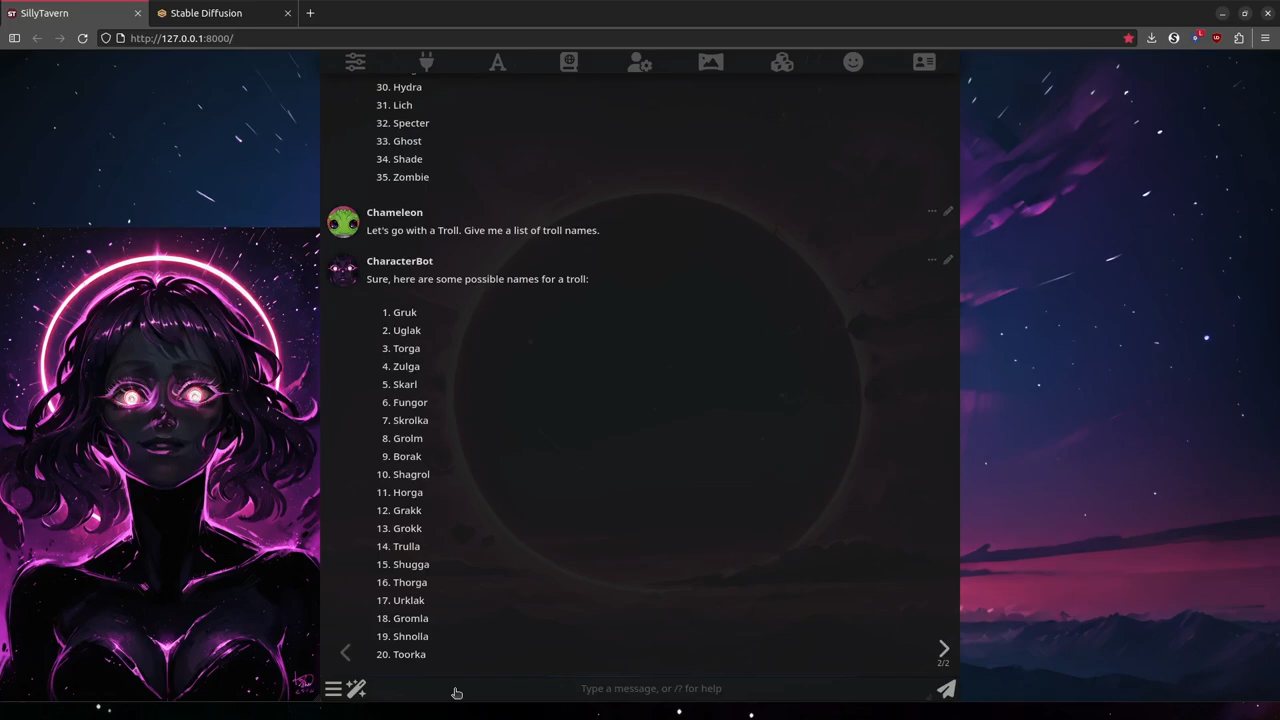 SillyTavern
Stable Diffusion
http://127.0.0.1:8000/
30. Hydra
31. Lich
32. Specter
33. Ghost
34. Shade
35. Zombie
Chameleon
Let's go with a Troll. Give me a list of troll names.
CharacterBot
Sure, here are some possible names for a troll:
1. Gruk
2. Uglak
3. Torga
4. Zulga
5. Skarl
6. Fungor
7. Skrolka
8. Grolm
9. Borak
10. Shagrol
11. Horga
12. Grakk
13. Grokk
14. Trulla
15. Shugga
16. Thorga
17. Urklak
18. Gromla
19. Shnolla
20. Toorka
2/2
Type a message, or /? for help